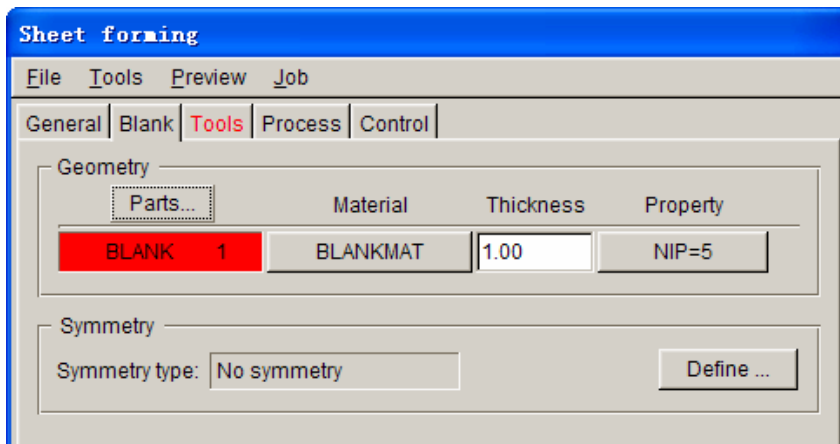 Sheet forming
File Tools Preview Job
General Blank Tools Process Control
Geometry
Parts... Material Thickness Property
BLANK 1 BLANKMAT 1.00 NIP=5
Symmetry
Symmetry type: No symmetry Define ...